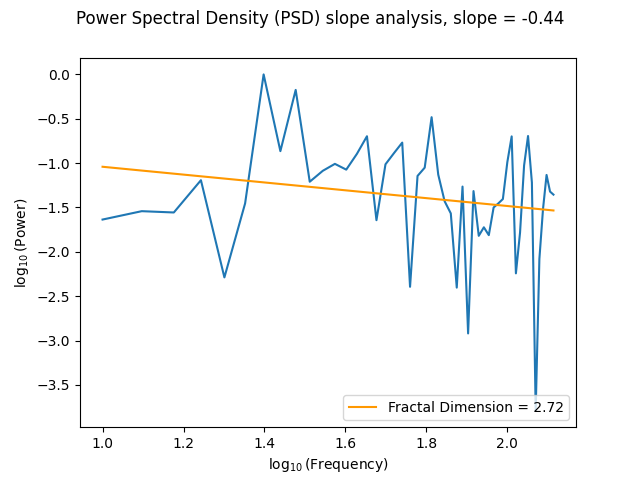 Power Spectral Density (PSD) slope analysis, slope = -0.44
0.0
−0.5
−1.0
−1.5
−2.0
−2.5
−3.0
−3.5
log10 (Power)
Fractal Dimension = 2.72
1.0 1.2 1.4 1.6 1.8 2.0
log10 (Frequency)